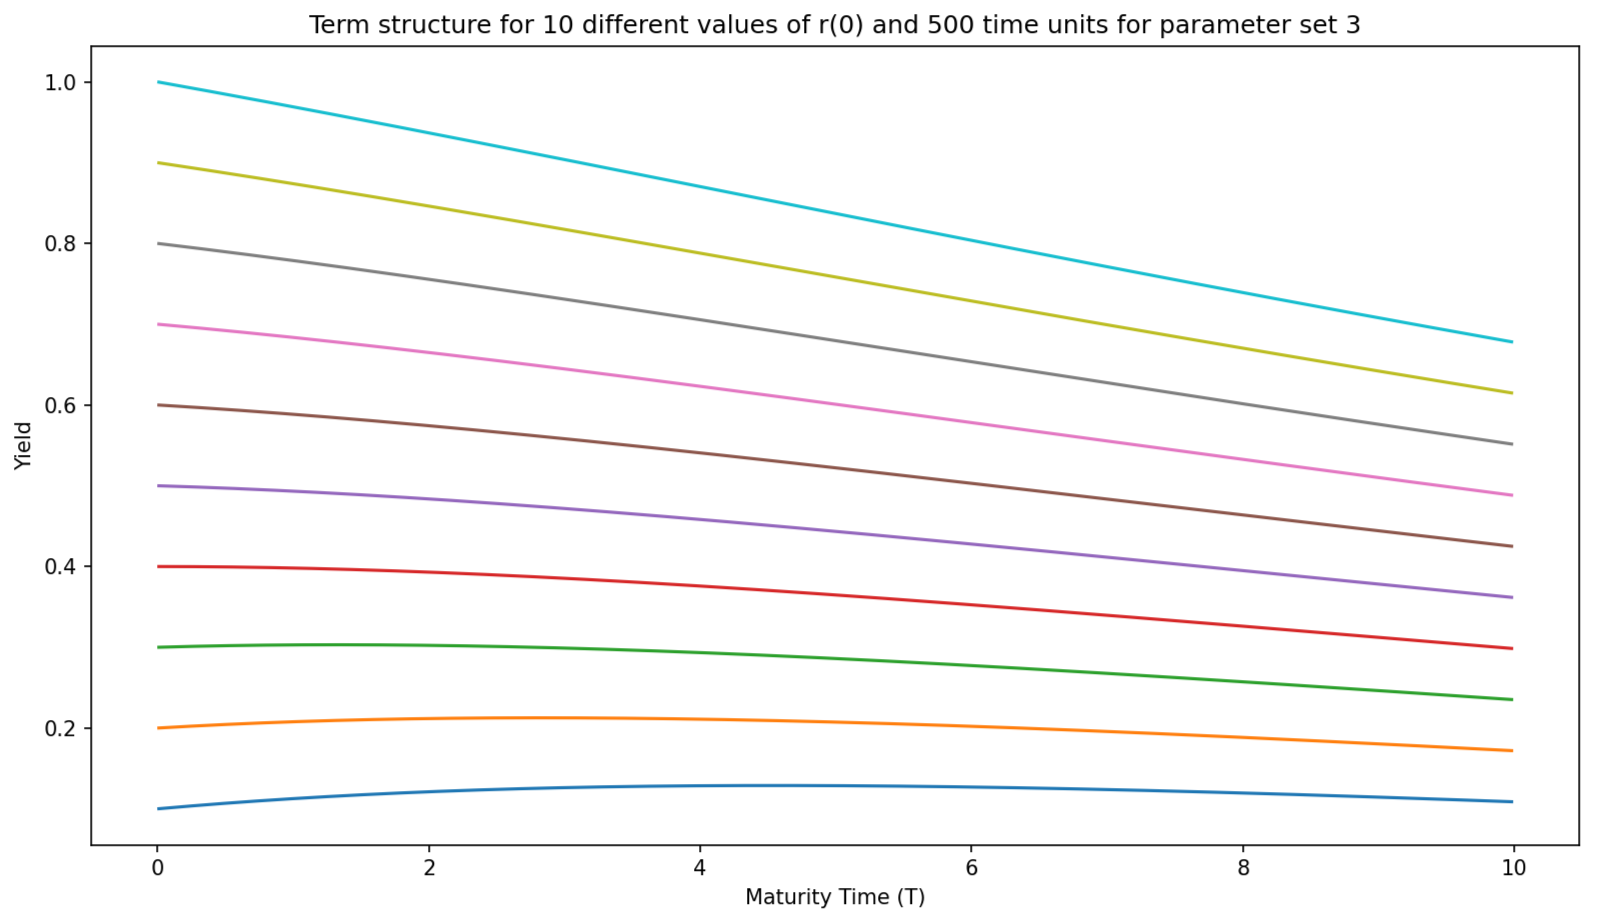 Term structure for 10 different values of r(0) and 500 time units for parameter set 3
1.0
0.8
0.6
0.4
0.2
Yield
0 2 4 6 8 10
Maturity Time (T)